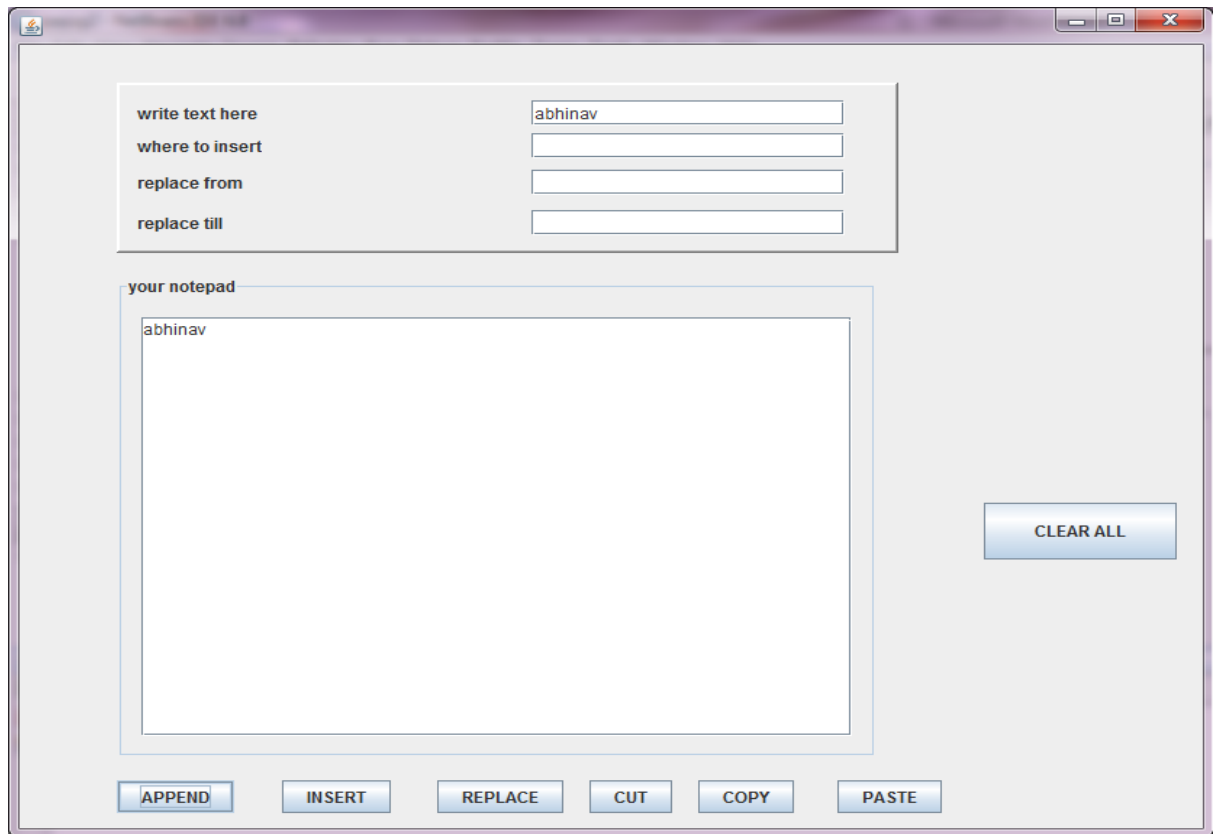 write text here abhinav
where to insert
replace from
replace till
your notepad
abhinav
CLEAR ALL
APPEND INSERT REPLACE CUT COPY PASTE